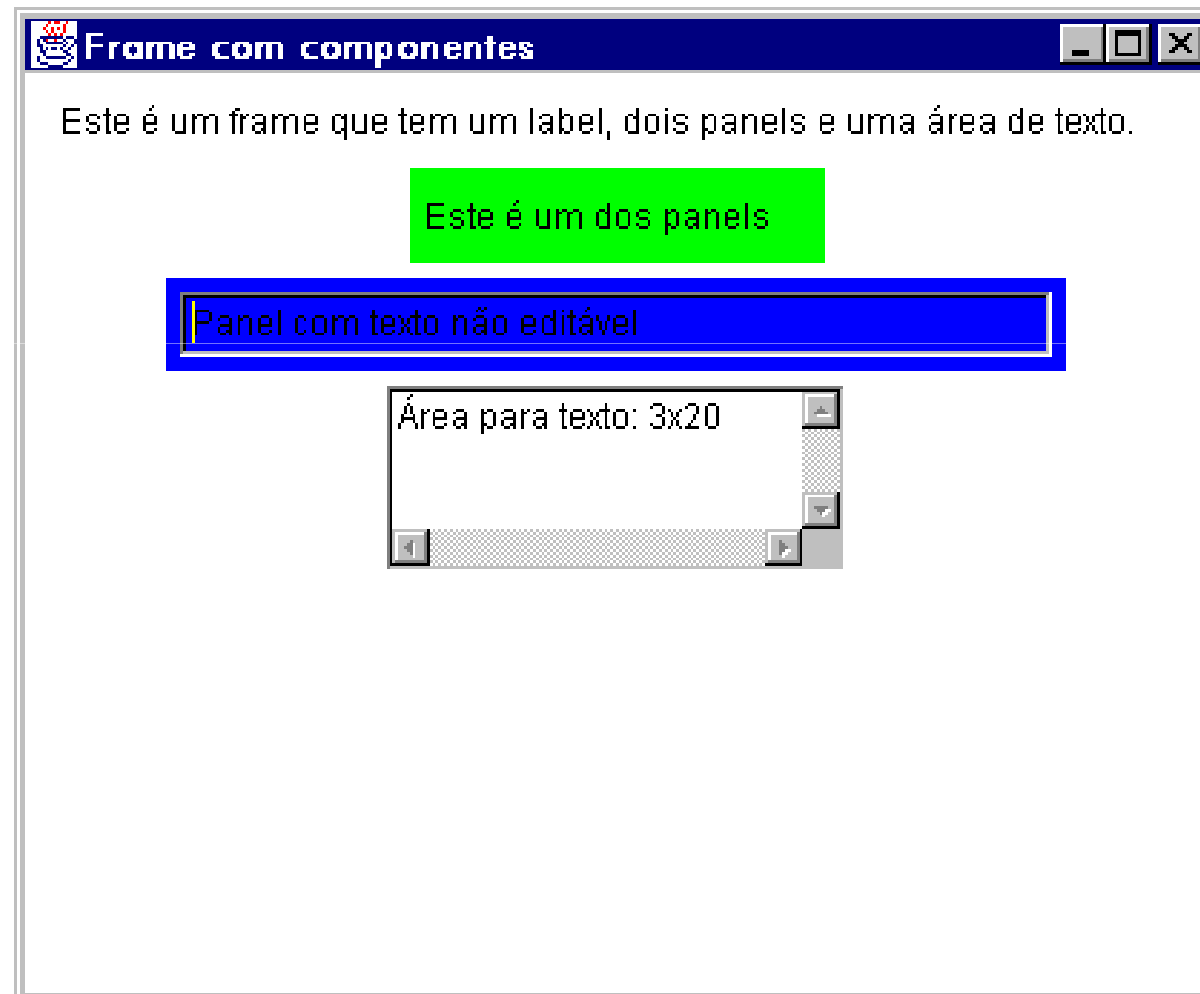 Frame com componentes
Este é um frame que tem um label, dois panels e uma área de texto.
Este é um dos panels
Panel com texto não editável
Área para texto: 3x20